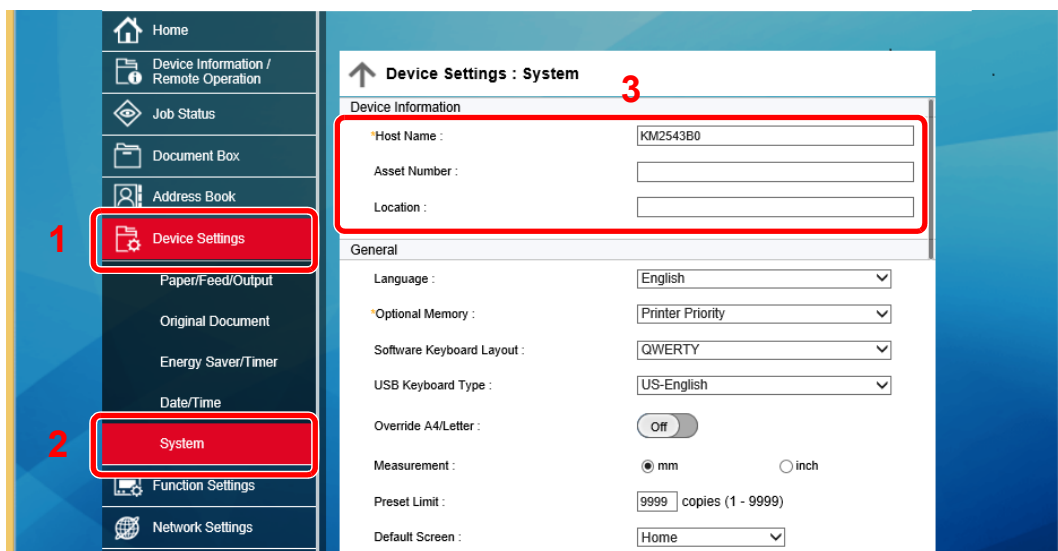 Home
Device Information /
Remote Operation
Job Status
Document Box
Address Book
1
Device Settings
Paper/Feed/Output
Original Document
Energy Saver/Timer
Date/Time
2
System
Function Settings
Network Settings
Device Settings : System
3
Device Information
*Host Name : KM2543B0
Asset Number :
Location :
General
Language : English
*Optional Memory : Printer Priority
Software Keyboard Layout : QWERTY
USB Keyboard Type : US-English
Override A4/Letter : Off
Measurement : mm inch
Preset Limit : 9999 copies (1 - 9999)
Default Screen : Home